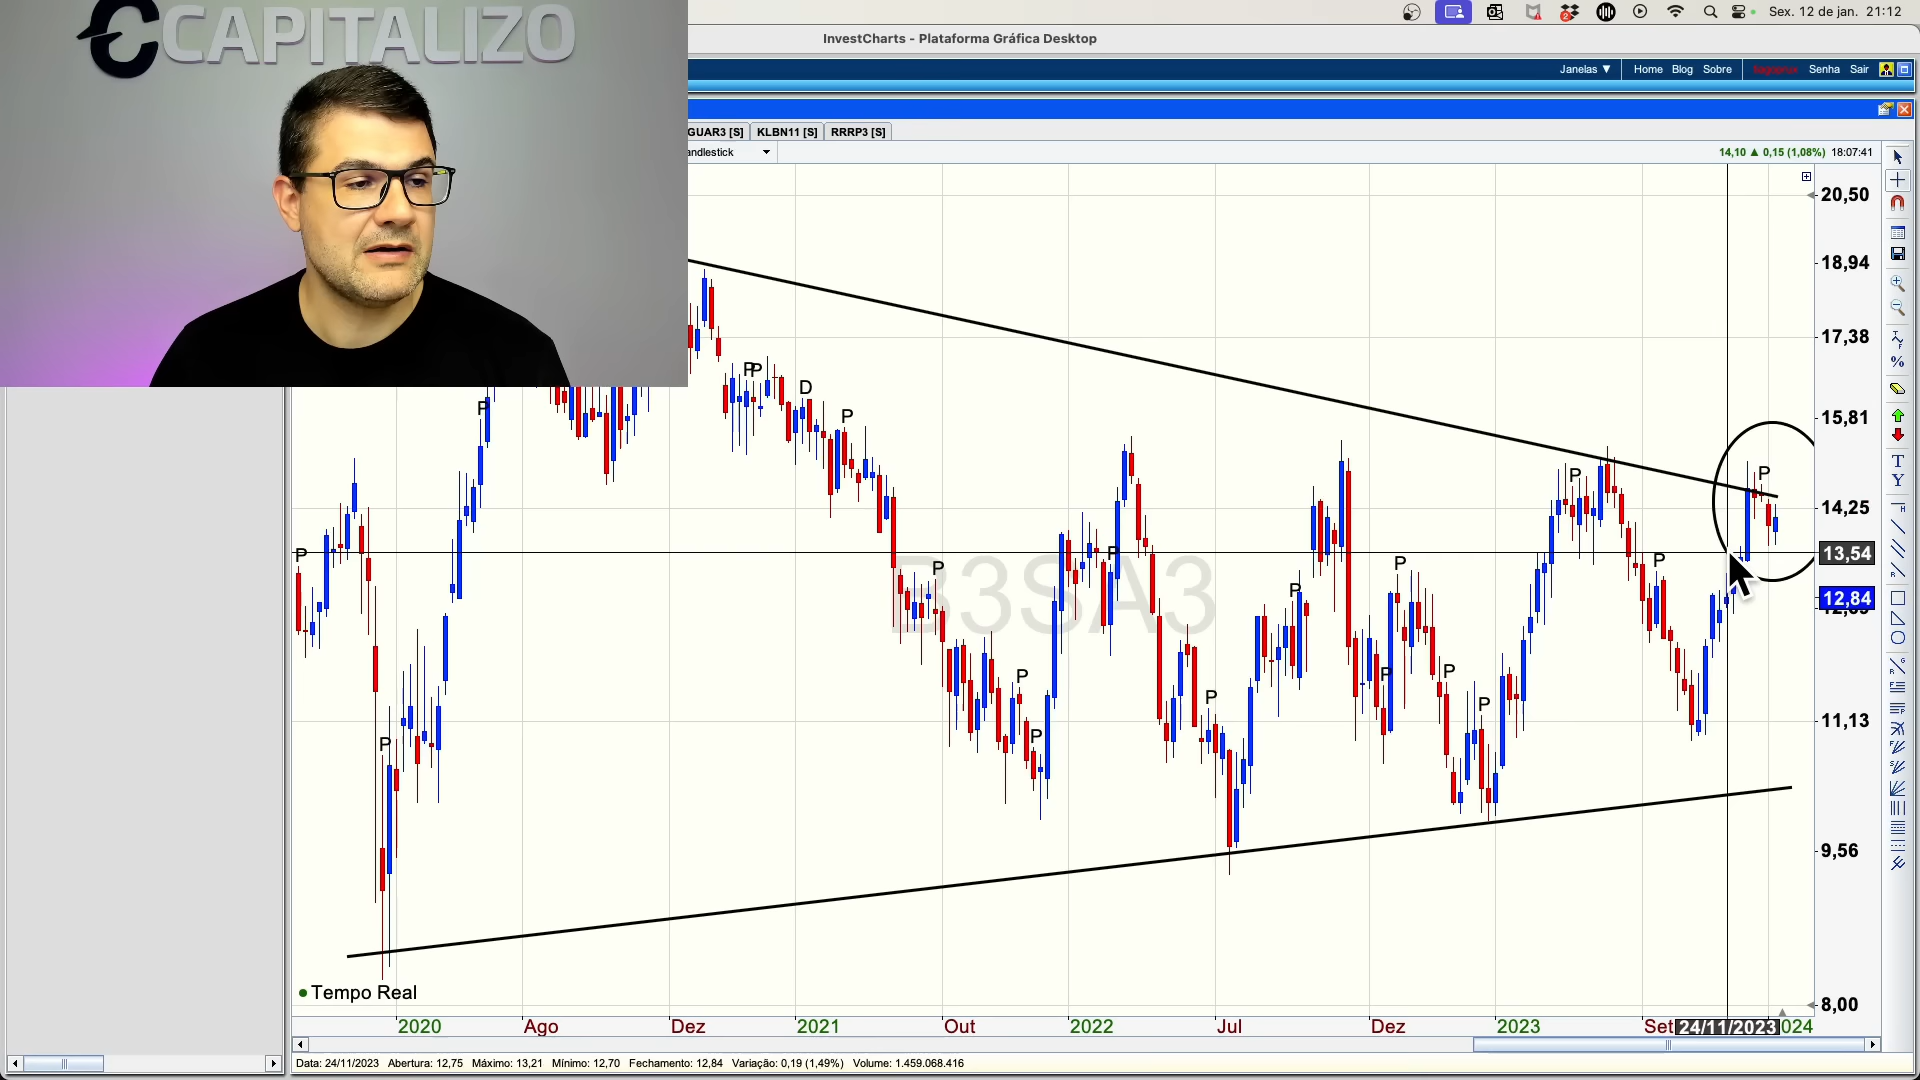 CAPITALIZO
Sex. 12 de jan. 21:12
InvestCharts - Plataforma Gráfica Desktop
Janelas ▼ Home Blog Sobre Senha Sair
GUAR3 [S] KLBN11 [S] RRRP3 [S]
andlestick
14,10 ▲ 0,15 (1,08%) 18:07:41
20,50
18,94
17,38
PP
D
P
P
15,81
P
P
14,25
P
P
P
P
P
13,54
P
12,84
B3SA3
P
P
P
P
P
P
11,13
P
P
9,56
Tempo Real
8,00
2020 Ago Dez 2021 Out 2022 Jul Dez 2023 Set 24/11/2023 024
Data: 24/11/2023 Abertura: 12,75 Máximo: 13,21 Mínimo: 12,70 Fechamento: 12,84 Variação: 0,19 (1,49%) Volume: 1.459.068.416